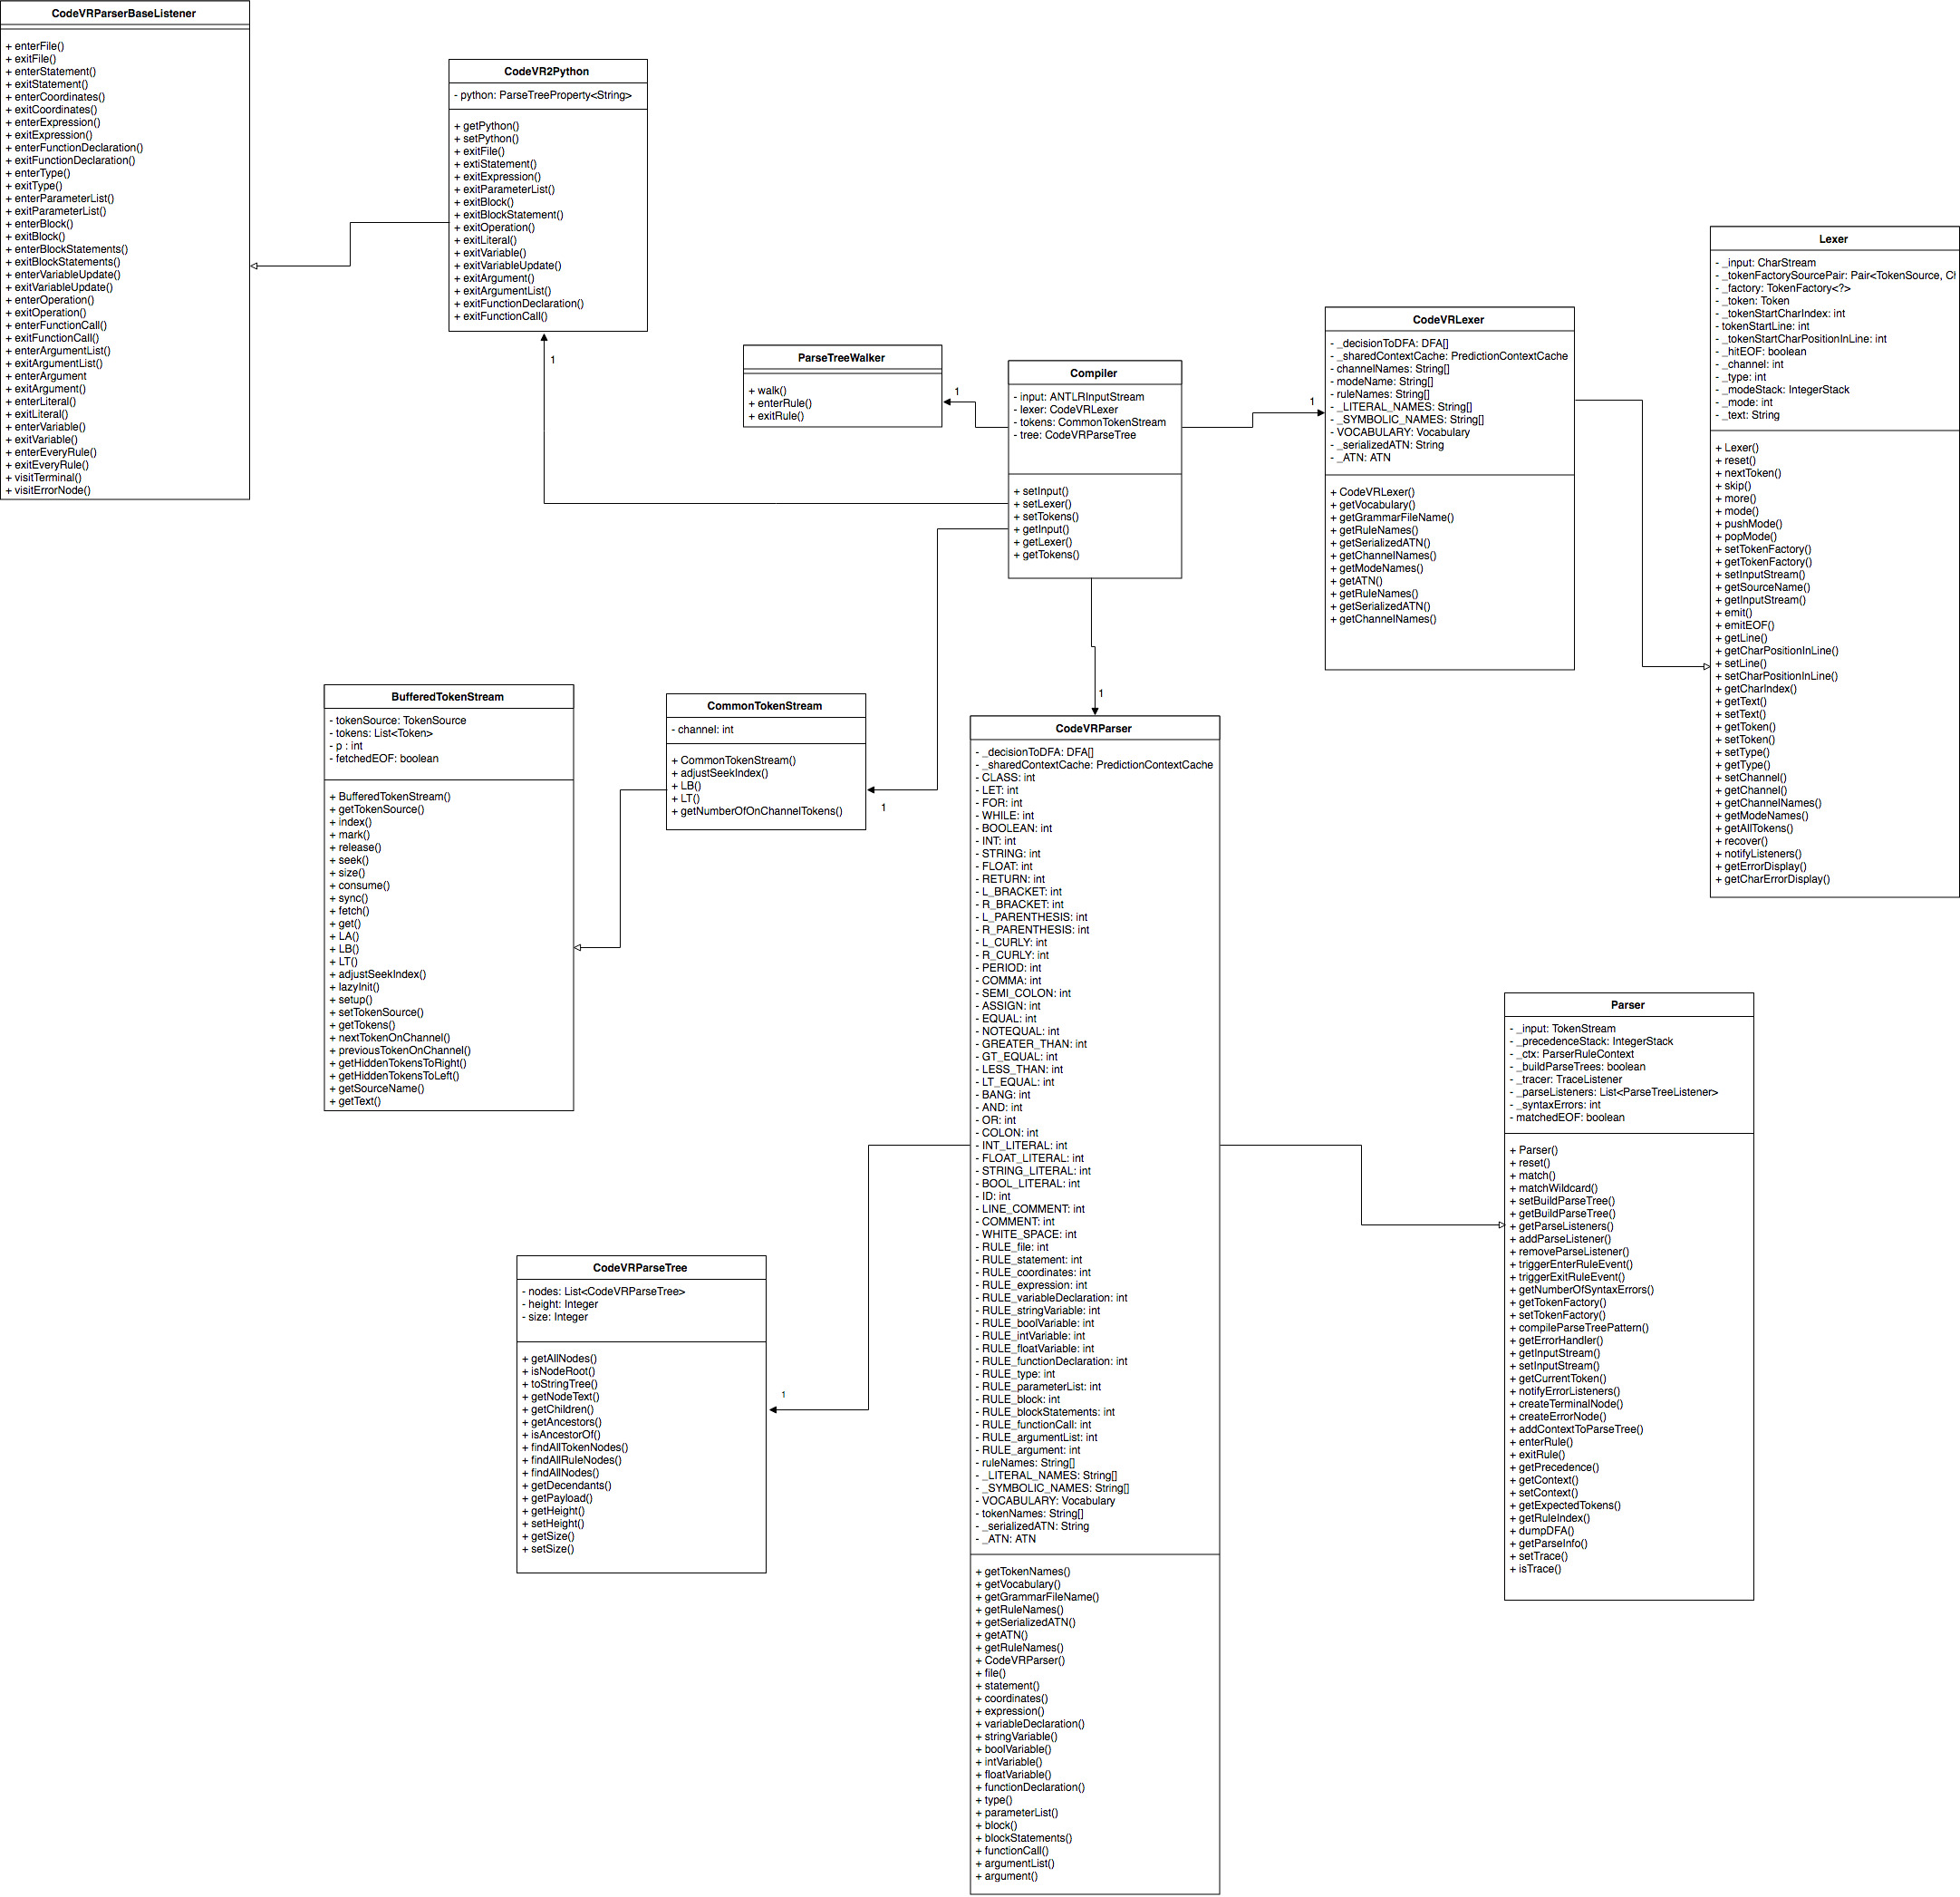 CodeVRParserBaseListener
+ enterFile()
+ exitFile()
+ enterStatement()
+ exitStatement()
+ enterCoordinates()
+ exitCoordinates()
+ enterExpression()
+ exitExpression()
+ enterFunctionDeclaration()
+ exitFunctionDeclaration()
+ enterType()
+ exitType()
+ enterParameterList()
+ exitParameterList()
+ enterBlock()
+ exitBlock()
+ enterBlockStatements()
+ exitBlockStatements()
+ enterVariableUpdate()
+ exitVariableUpdate()
+ enterOperation()
+ exitOperation()
+ enterFunctionCall()
+ exitFunctionCall()
+ enterArgumentList()
+ exitArgumentList()
+ enterArgument
+ exitArgument()
+ enterLiteral()
+ exitLiteral()
+ enterVariable()
+ exitVariable()
+ enterEveryRule()
+ exitEveryRule()
+ visitTerminal()
+ visitErrorNode()
CodeVR2Python
- python: ParseTreeProperty<String>
+ getPython()
+ setPython()
+ exitFile()
+ extiStatement()
+ exitExpression()
+ exitParameterList()
+ exitBlock()
+ exitBlockStatement()
+ exitOperation()
+ exitLiteral()
+ exitVariable()
+ exitVariableUpdate()
+ exitArgument()
+ exitArgumentList()
+ exitFunctionDeclaration()
+ exitFunctionCall()
1
ParseTreeWalker
+ walk()
+ enterRule()
+ exitRule()
1
Compiler
- input: ANTLRInputStream
- lexer: CodeVRLexer
- tokens: CommonTokenStream
- tree: CodeVRParseTree
+ setInput()
+ setLexer()
+ setTokens()
+ getInput()
+ getLexer()
+ getTokens()
1
CodeVRLexer
- _decisionToDFA: DFA[]
- _sharedContextCache: PredictionContextCache
- channelNames: String[]
- modeName: String[]
- ruleNames: String[]
- _LITERAL_NAMES: String[]
- _SYMBOLIC_NAMES: String[]
- VOCABULARY: Vocabulary
- _serializedATN: String
- _ATN: ATN
+ CodeVRLexer()
+ getVocabulary()
+ getGrammarFileName()
+ getRuleNames()
+ getSerializedATN()
+ getChannelNames()
+ getModeNames()
+ getATN()
+ getRuleNames()
+ getSerializedATN()
+ getChannelNames()
Lexer
- _input: CharStream
- _tokenFactorySourcePair: Pair<TokenSource, Cl
- _factory: TokenFactory<?>
- _token: Token
- _tokenStartCharIndex: int
- tokenStartLine: int
- _tokenStartCharPositionInLine: int
- _hitEOF: boolean
- _channel: int
- _type: int
- _modeStack: IntegerStack
- _mode: int
- _text: String
+ Lexer()
+ reset()
+ nextToken()
+ skip()
+ more()
+ mode()
+ pushMode()
+ popMode()
+ setTokenFactory()
+ getTokenFactory()
+ setInputStream()
+ getSourceName()
+ getInputStream()
+ emit()
+ emitEOF()
+ getLine()
+ getCharPositionInLine()
+ setLine()
+ setCharPositionInLine()
+ getCharIndex()
+ getText()
+ setText()
+ getToken()
+ setToken()
+ setType()
+ getType()
+ setChannel()
+ getChannel()
+ getChannelNames()
+ getModeNames()
+ getAllTokens()
+ recover()
+ notifyListeners()
+ getErrorDisplay()
+ getCharErrorDisplay()
BufferedTokenStream
- tokenSource: TokenSource
- tokens: List<Token>
- p : int
- fetchedEOF: boolean
+ BufferedTokenStream()
+ getTokenSource()
+ index()
+ mark()
+ release()
+ seek()
+ size()
+ consume()
+ sync()
+ fetch()
+ get()
+ LA()
+ LB()
+ LT()
+ adjustSeekIndex()
+ lazyInit()
+ setup()
+ setTokenSource()
+ getTokens()
+ nextTokenOnChannel()
+ previousTokenOnChannel()
+ getHiddenTokensToRight()
+ getHiddenTokensToLeft()
+ getSourceName()
+ getText()
CommonTokenStream
- channel: int
+ CommonTokenStream()
+ adjustSeekIndex()
+ LB()
+ LT()
+ getNumberOfOnChannelTokens()
1
1
CodeVRParser
- _decisionToDFA: DFA[]
- _sharedContextCache: PredictionContextCache
- CLASS: int
- LET: int
- FOR: int
- WHILE: int
- BOOLEAN: int
- INT: int
- STRING: int
- FLOAT: int
- RETURN: int
- L_BRACKET: int
- R_BRACKET: int
- L_PARENTHESIS: int
- R_PARENTHESIS: int
- L_CURLY: int
- R_CURLY: int
- PERIOD: int
- COMMA: int
- SEMI_COLON: int
- ASSIGN: int
- EQUAL: int
- NOTEQUAL: int
- GREATER_THAN: int
- GT_EQUAL: int
- LESS_THAN: int
- LT_EQUAL: int
- BANG: int
- AND: int
- OR: int
- COLON: int
- INT_LITERAL: int
- FLOAT_LITERAL: int
- STRING_LITERAL: int
- BOOL_LITERAL: int
- ID: int
- LINE_COMMENT: int
- COMMENT: int
- WHITE_SPACE: int
- RULE_file: int
- RULE_statement: int
- RULE_coordinates: int
- RULE_expression: int
- RULE_variableDeclaration: int
- RULE_stringVariable: int
- RULE_boolVariable: int
- RULE_intVariable: int
- RULE_floatVariable: int
- RULE_functionDeclaration: int
- RULE_type: int
- RULE_parameterList: int
- RULE_block: int
- RULE_blockStatements: int
- RULE_functionCall: int
- RULE_argumentList: int
- RULE_argument: int
- ruleNames: String[]
- _LITERAL_NAMES: String[]
- _SYMBOLIC_NAMES: String[]
- VOCABULARY: Vocabulary
- tokenNames: String[]
- _serializedATN: String
- _ATN: ATN
+ getTokenNames()
+ getVocabulary()
+ getGrammarFileName()
+ getRuleNames()
+ getSerializedATN()
+ getATN()
+ getRuleNames()
+ CodeVRParser()
+ file()
+ statement()
+ coordinates()
+ expression()
+ variableDeclaration()
+ stringVariable()
+ boolVariable()
+ intVariable()
+ floatVariable()
+ functionDeclaration()
+ type()
+ parameterList()
+ block()
+ blockStatements()
+ functionCall()
+ argumentList()
+ argument()
Parser
- _input: TokenStream
- _precedenceStack: IntegerStack
- _ctx: ParserRuleContext
- _buildParseTrees: boolean
- _tracer: TraceListener
- _parseListeners: List<ParseTreeListener>
- _syntaxErrors: int
- matchedEOF: boolean
+ Parser()
+ reset()
+ match()
+ matchWildcard()
+ setBuildParseTree()
+ getBuildParseTree()
+ getParseListeners()
+ addParseListener()
+ removeParseListener()
+ triggerEnterRuleEvent()
+ triggerExitRuleEvent()
+ getNumberOfSyntaxErrors()
+ getTokenFactory()
+ setTokenFactory()
+ compileParseTreePattern()
+ getErrorHandler()
+ getInputStream()
+ setInputStream()
+ getCurrentToken()
+ notifyErrorListeners()
+ createTerminalNode()
+ createErrorNode()
+ addContextToParseTree()
+ enterRule()
+ exitRule()
+ getPrecedence()
+ getContext()
+ setContext()
+ getExpectedTokens()
+ getRuleIndex()
+ dumpDFA()
+ getParseInfo()
+ setTrace()
+ isTrace()
CodeVRParseTree
- nodes: List<CodeVRParseTree>
- height: Integer
- size: Integer
+ getAllNodes()
+ isNodeRoot()
+ toStringTree()
+ getNodeText()
+ getChildren()
+ getAncestors()
+ isAncestorOf()
+ findAllTokenNodes()
+ findAllRuleNodes()
+ findAllNodes()
+ getDecendants()
+ getPayload()
+ getHeight()
+ setHeight()
+ getSize()
+ setSize()
1